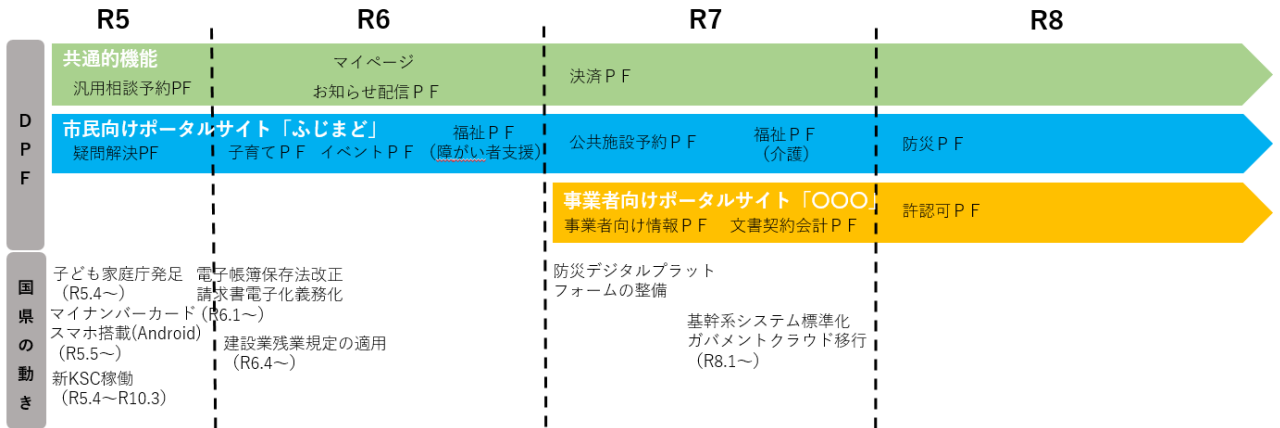 R5
R6
R7
R8
DPF
共通的機能
マイページ
汎用相談予約PF
お知らせ配信ＰＦ
決済ＰＦ
市民向けポータルサイト「ふじまど」
福祉ＰＦ
疑問解決PF
子育てＰＦ イベントＰＦ (障がい者支援)
公共施設予約ＰＦ
福祉ＰＦ
(介護)
防災ＰＦ
事業者向けポータルサイト「〇〇〇」
事業者向け情報ＰＦ 文書契約会計ＰＦ
許認可ＰＦ
国県の動き
子ども家庭庁発足
（R5.4～）
マイナンバーカード
スマホ搭載(Android)
（R5.5～）
新KSC稼働
（R5.4～R10.3）
電子帳簿保存法改正
請求書電子化義務化
（R6.1～）
建設業残業規定の適用
（R6.4～）
防災デジタルプラット
フォームの整備
基幹系システム標準化
ガバメントクラウド移行
（R8.1～）